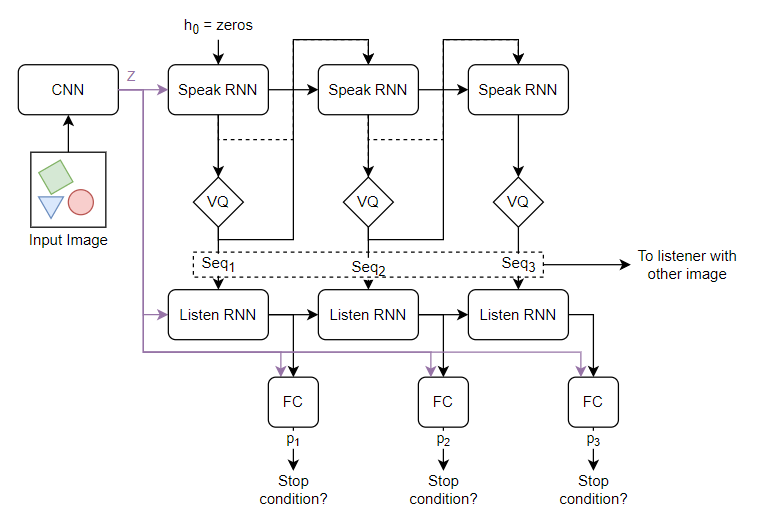 h₀ = zeros
Z
CNN
Speak RNN
Speak RNN
Speak RNN
VQ
VQ
VQ
Input Image
Seq₁
Seq₂
Seq₃
To listener with
other image
Listen RNN
Listen RNN
Listen RNN
FC
FC
FC
p₁
p₂
p₃
Stop
condition?
Stop
condition?
Stop
condition?